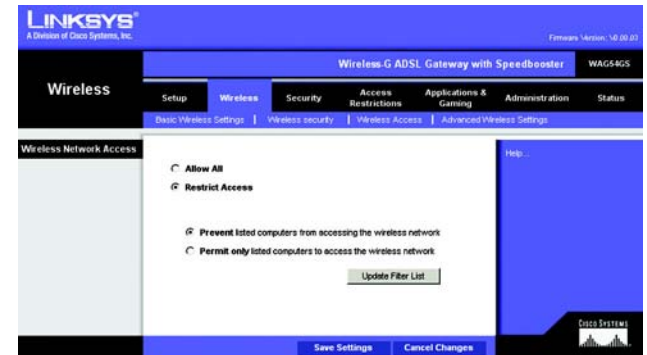 LINKSYS®
A Division of Cisco Systems, Inc.
Firmware Version: V0.00.03
Wireless-G ADSL Gateway with Speedbooster
WAG54GS
Wireless
Setup
Wireless
Security
Access Restrictions
Applications & Gaming
Administration
Status
Basic Wireless Settings | Wireless security | Wireless Access | Advanced Wireless Settings
Wireless Network Access
Help...
Allow All
Restrict Access
Prevent listed computers from accessing the wireless network
Permit only listed computers to access the wireless network
Update Filter List
CISCO SYSTEMS
Save Settings
Cancel Changes